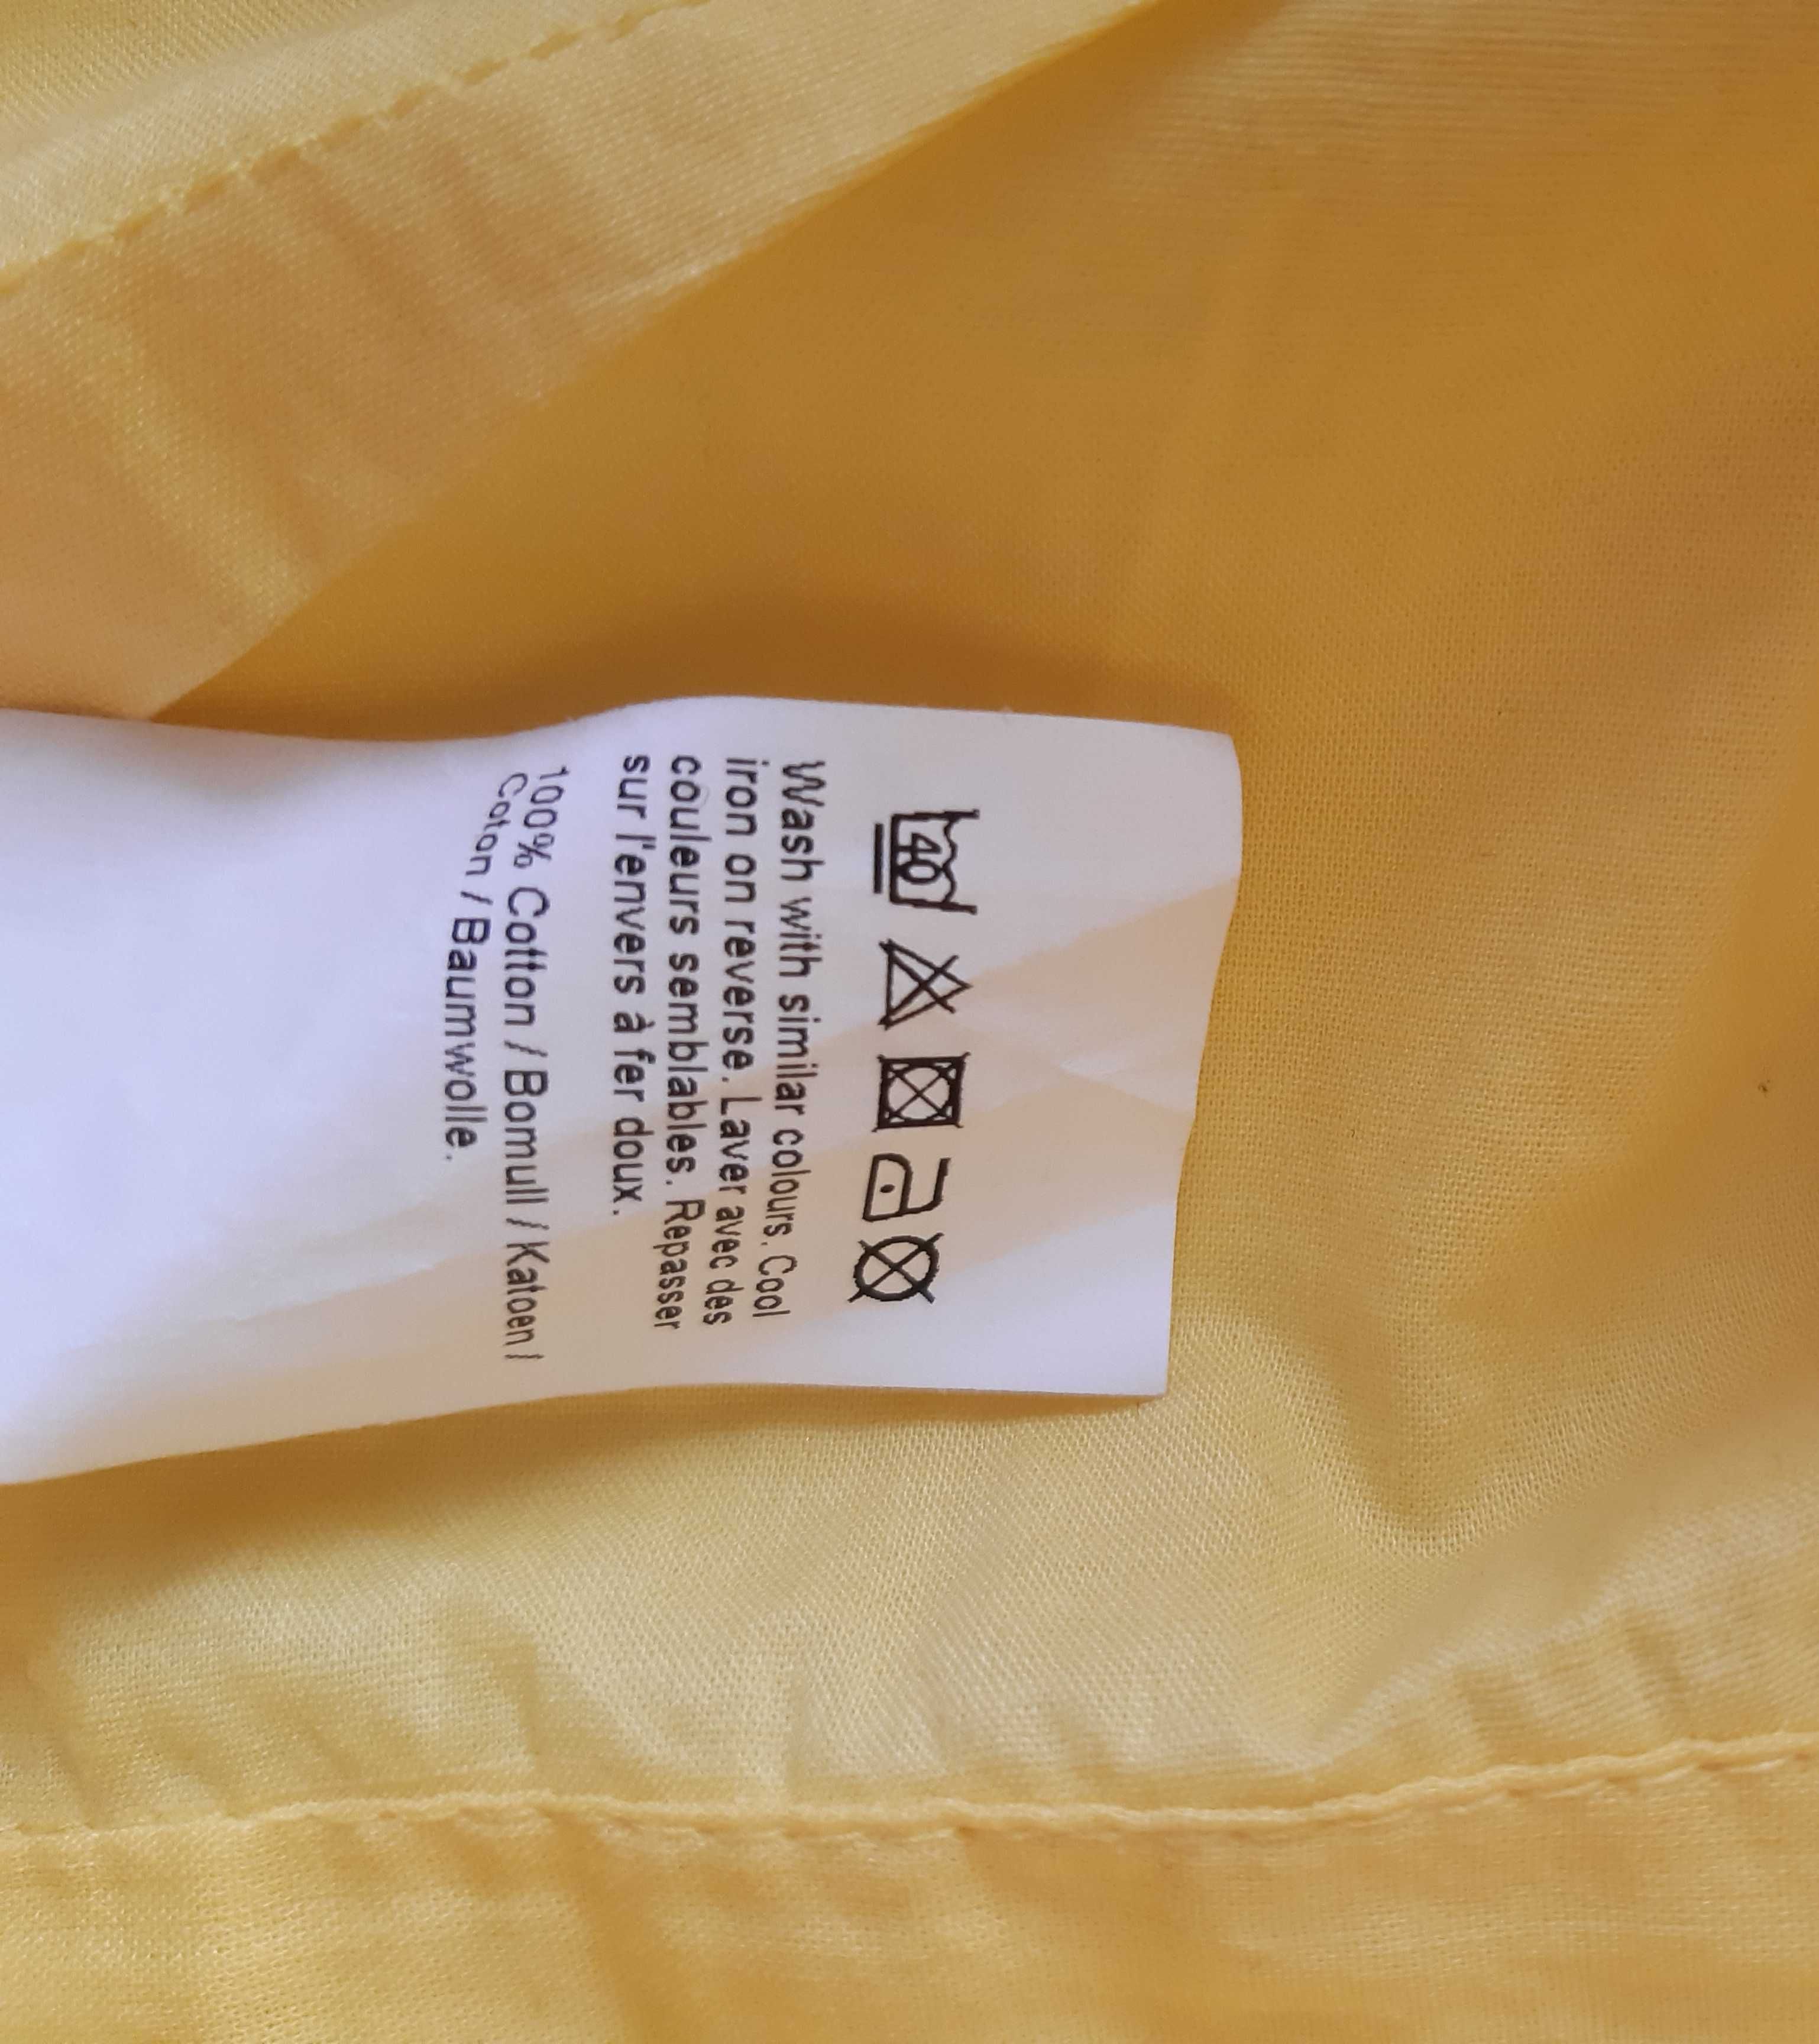 40
Wash with similar colours. Cool
iron on reverse. Laver avec des
couleurs semblables. Repasser
sur l'envers à fer doux.
100% Cotton / Bomull / Katoen /
Coton / Baumwolle.